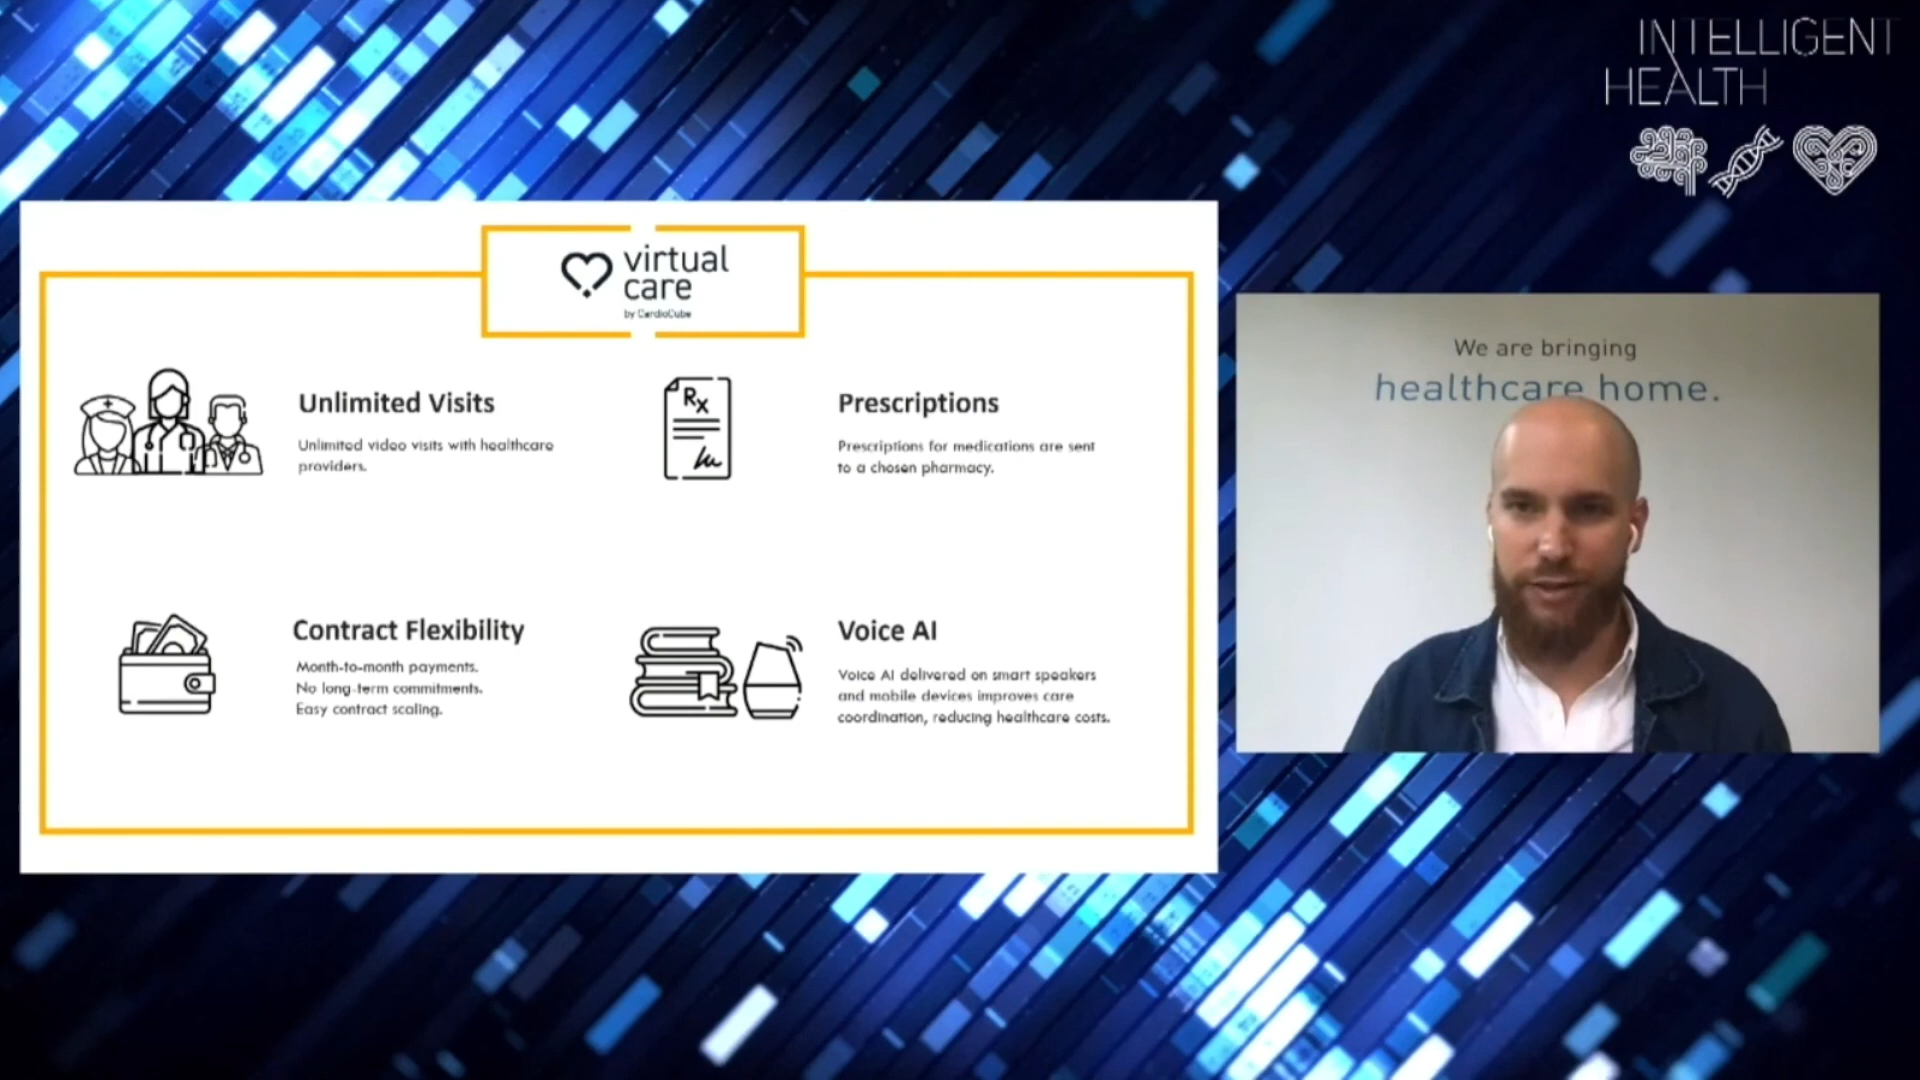 INTELLIGENT
HEALTH
virtual
care
by CardioCube
Unlimited Visits
Unlimited video visits with healthcare
providers.
Rx
Prescriptions
Prescriptions for medications are sent
to a chosen pharmacy.
Contract Flexibility
Month-to-month payments.
No long-term commitments.
Easy contract scaling.
Voice AI
Voice AI delivered on smart speakers
and mobile devices improves care
coordination, reducing healthcare costs.
We are bringing
healthcare home.